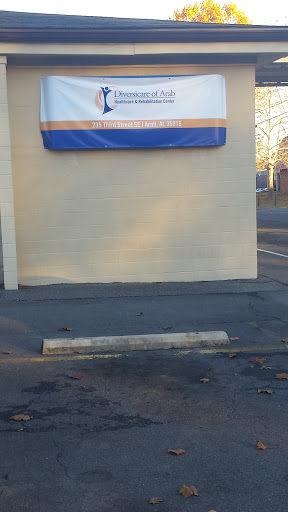 Diversicare of Arab
Healthcare & Rehabilitation Center
235 Third Street SE | Arab, AL 35016